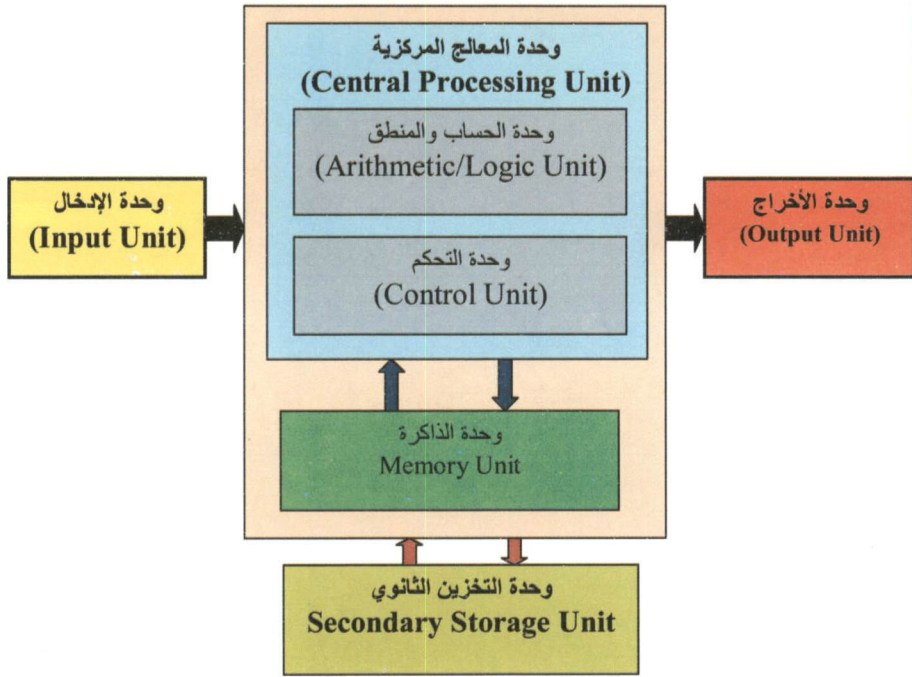 وحدة المعالج المركزية
(Central Processing Unit)
وحدة الحساب والمنطق
(Arithmetic/Logic Unit)
وحدة الإدخال
(Input Unit)
وحدة الأخراج
(Output Unit)
وحدة التحكم
(Control Unit)
وحدة الذاكرة
Memory Unit
وحدة التخزين الثانوي
Secondary Storage Unit